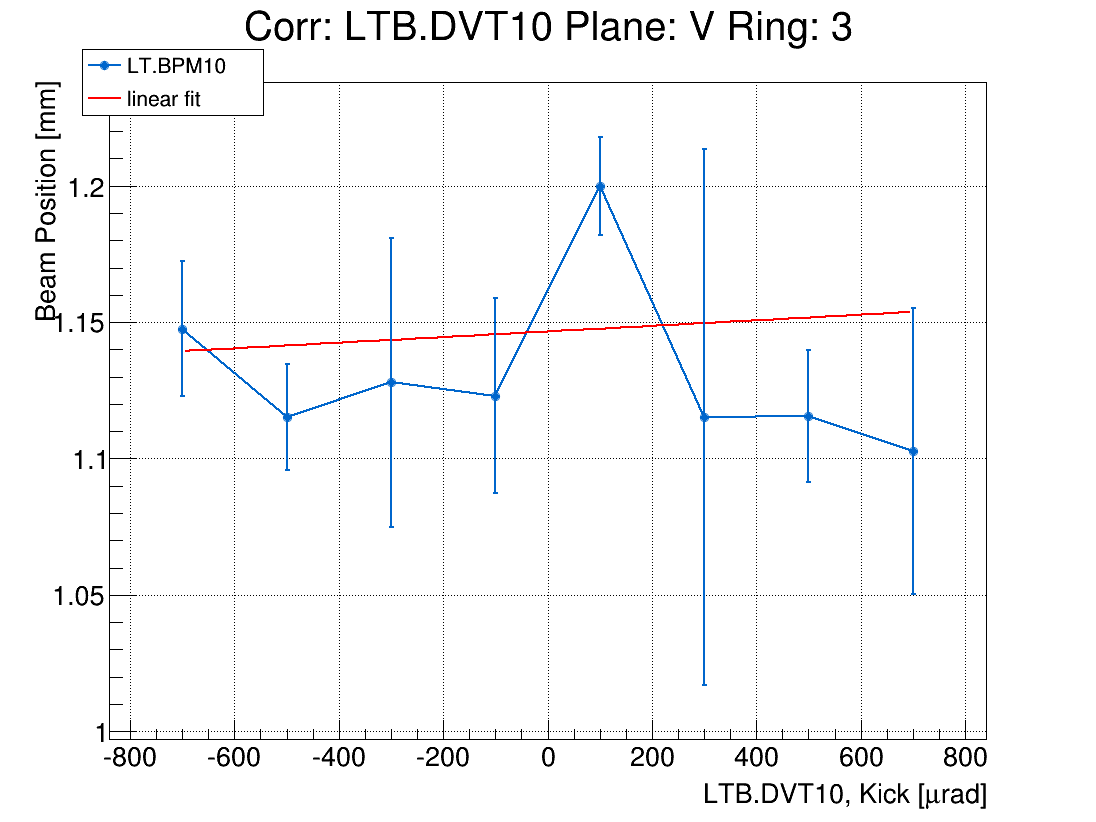 Corr: LTB.DVT10 Plane: V Ring: 3
LT.BPM10
linear fit
Beam Position [mm]
1.2
1.15
1.1
1.05
1
-800 -600 -400 -200 0 200 400 600 800
LTB.DVT10, Kick [μrad]